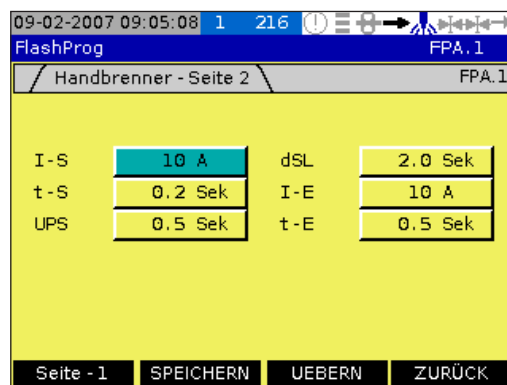 09-02-2007 09:05:08 1 216
FlashProg FPA.1
Handbrenner - Seite 2 FPA.1
I-S 10 A dSL 2.0 Sek
t-S 0.2 Sek I-E 10 A
UPS 0.5 Sek t-E 0.5 Sek
Seite -1 SPEICHERN UEBERN ZURÜCK